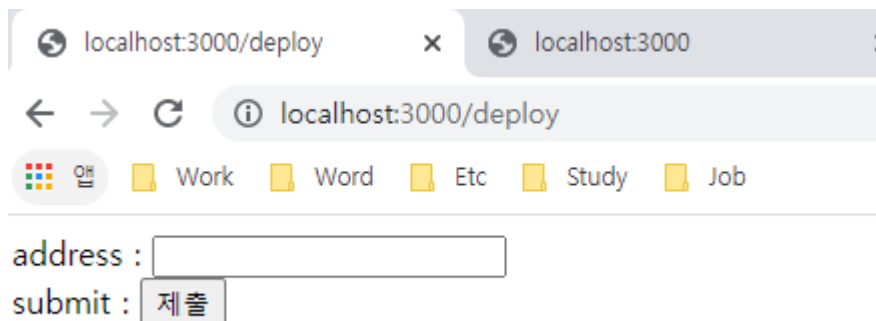 localhost:3000/deploy localhost:3000
localhost:3000/deploy
앱 Work Word Etc Study Job
address :
submit : 제출